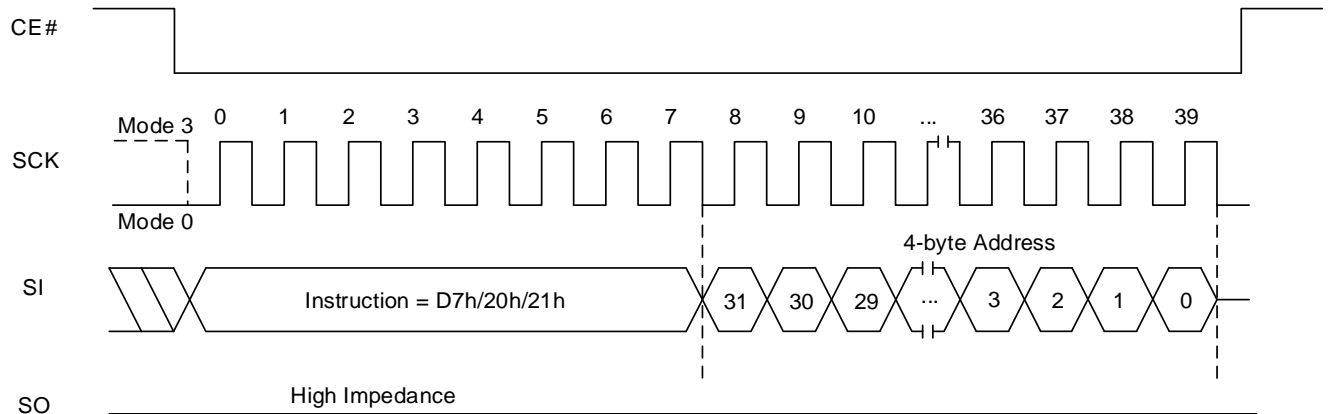 CE#
0 1 2 3 4 5 6 7 8 9 10 ... 36 37 38 39
Mode 3
SCK
Mode 0
4-byte Address
SI
Instruction = D7h/20h/21h 31 30 29 ... 3 2 1 0
High Impedance
SO